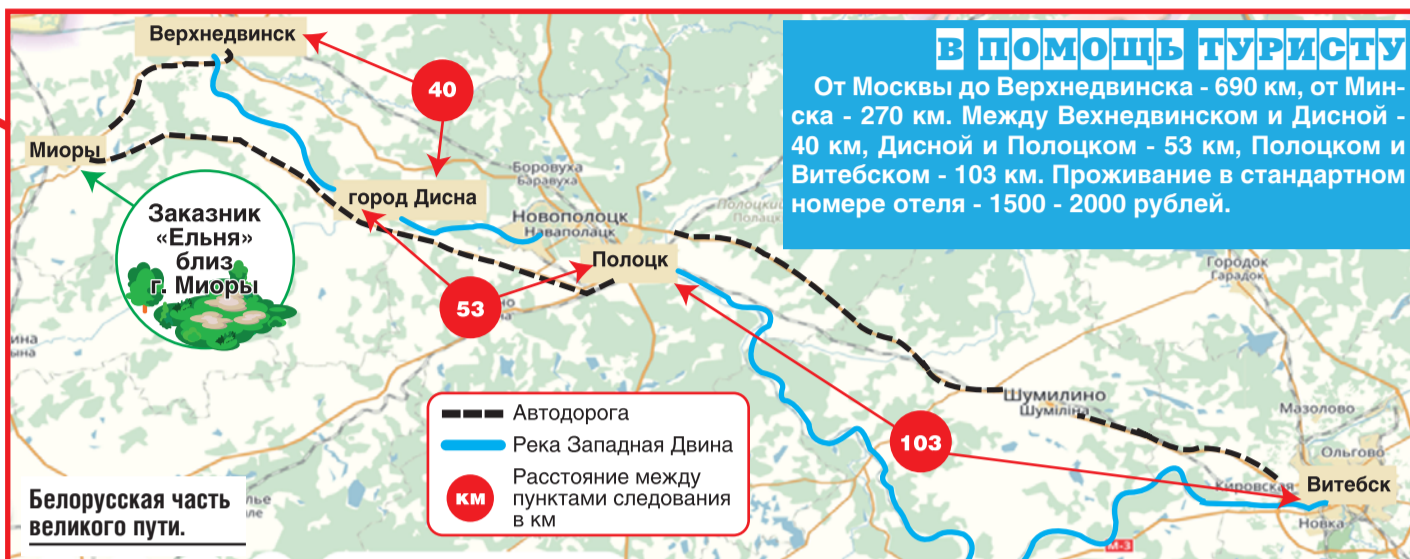 В ПОМОЩЬ ТУРИСТУ
От Москвы до Верхнедвинска - 690 км, от Мин-
ска - 270 км. Между Вехнедвинском и Дисной -
40 км, Дисной и Полоцком - 53 км, Полоцком и
Витебском - 103 км. Проживание в стандартном
номере отеля - 1500 - 2000 рублей.
Верхнедвинск
40
Миоры
Заказник
«Ельня»
близ
г. Миоры
город Дисна
Боровуха
Баравуха
Новополоцк
Наваполацк
Полоцк
53
Городок
Гарадок
Шумилино
Шуміліна
Мазолово
103
Ольгово
Витебск
Кировская
Новка
М-3
Автодорога
Река Западная Двина
км
Расстояние между
пунктами следования
в км
Белорусская часть
великого пути.